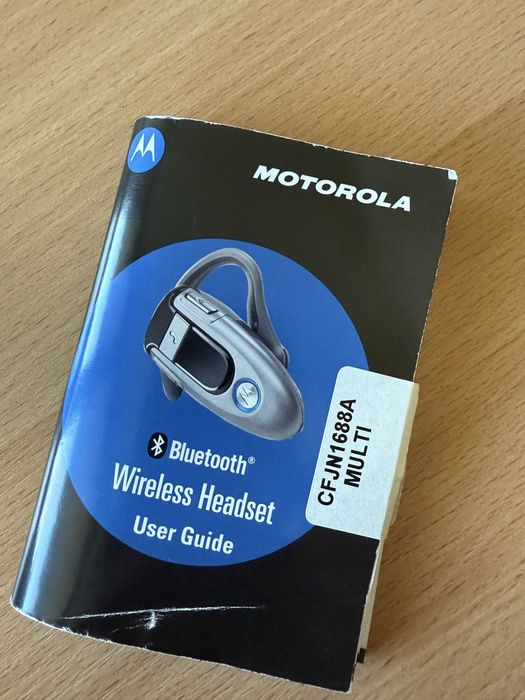 MOTOROLA
Bluetooth®
Wireless Headset
User Guide
CFJN1688A
MULTI